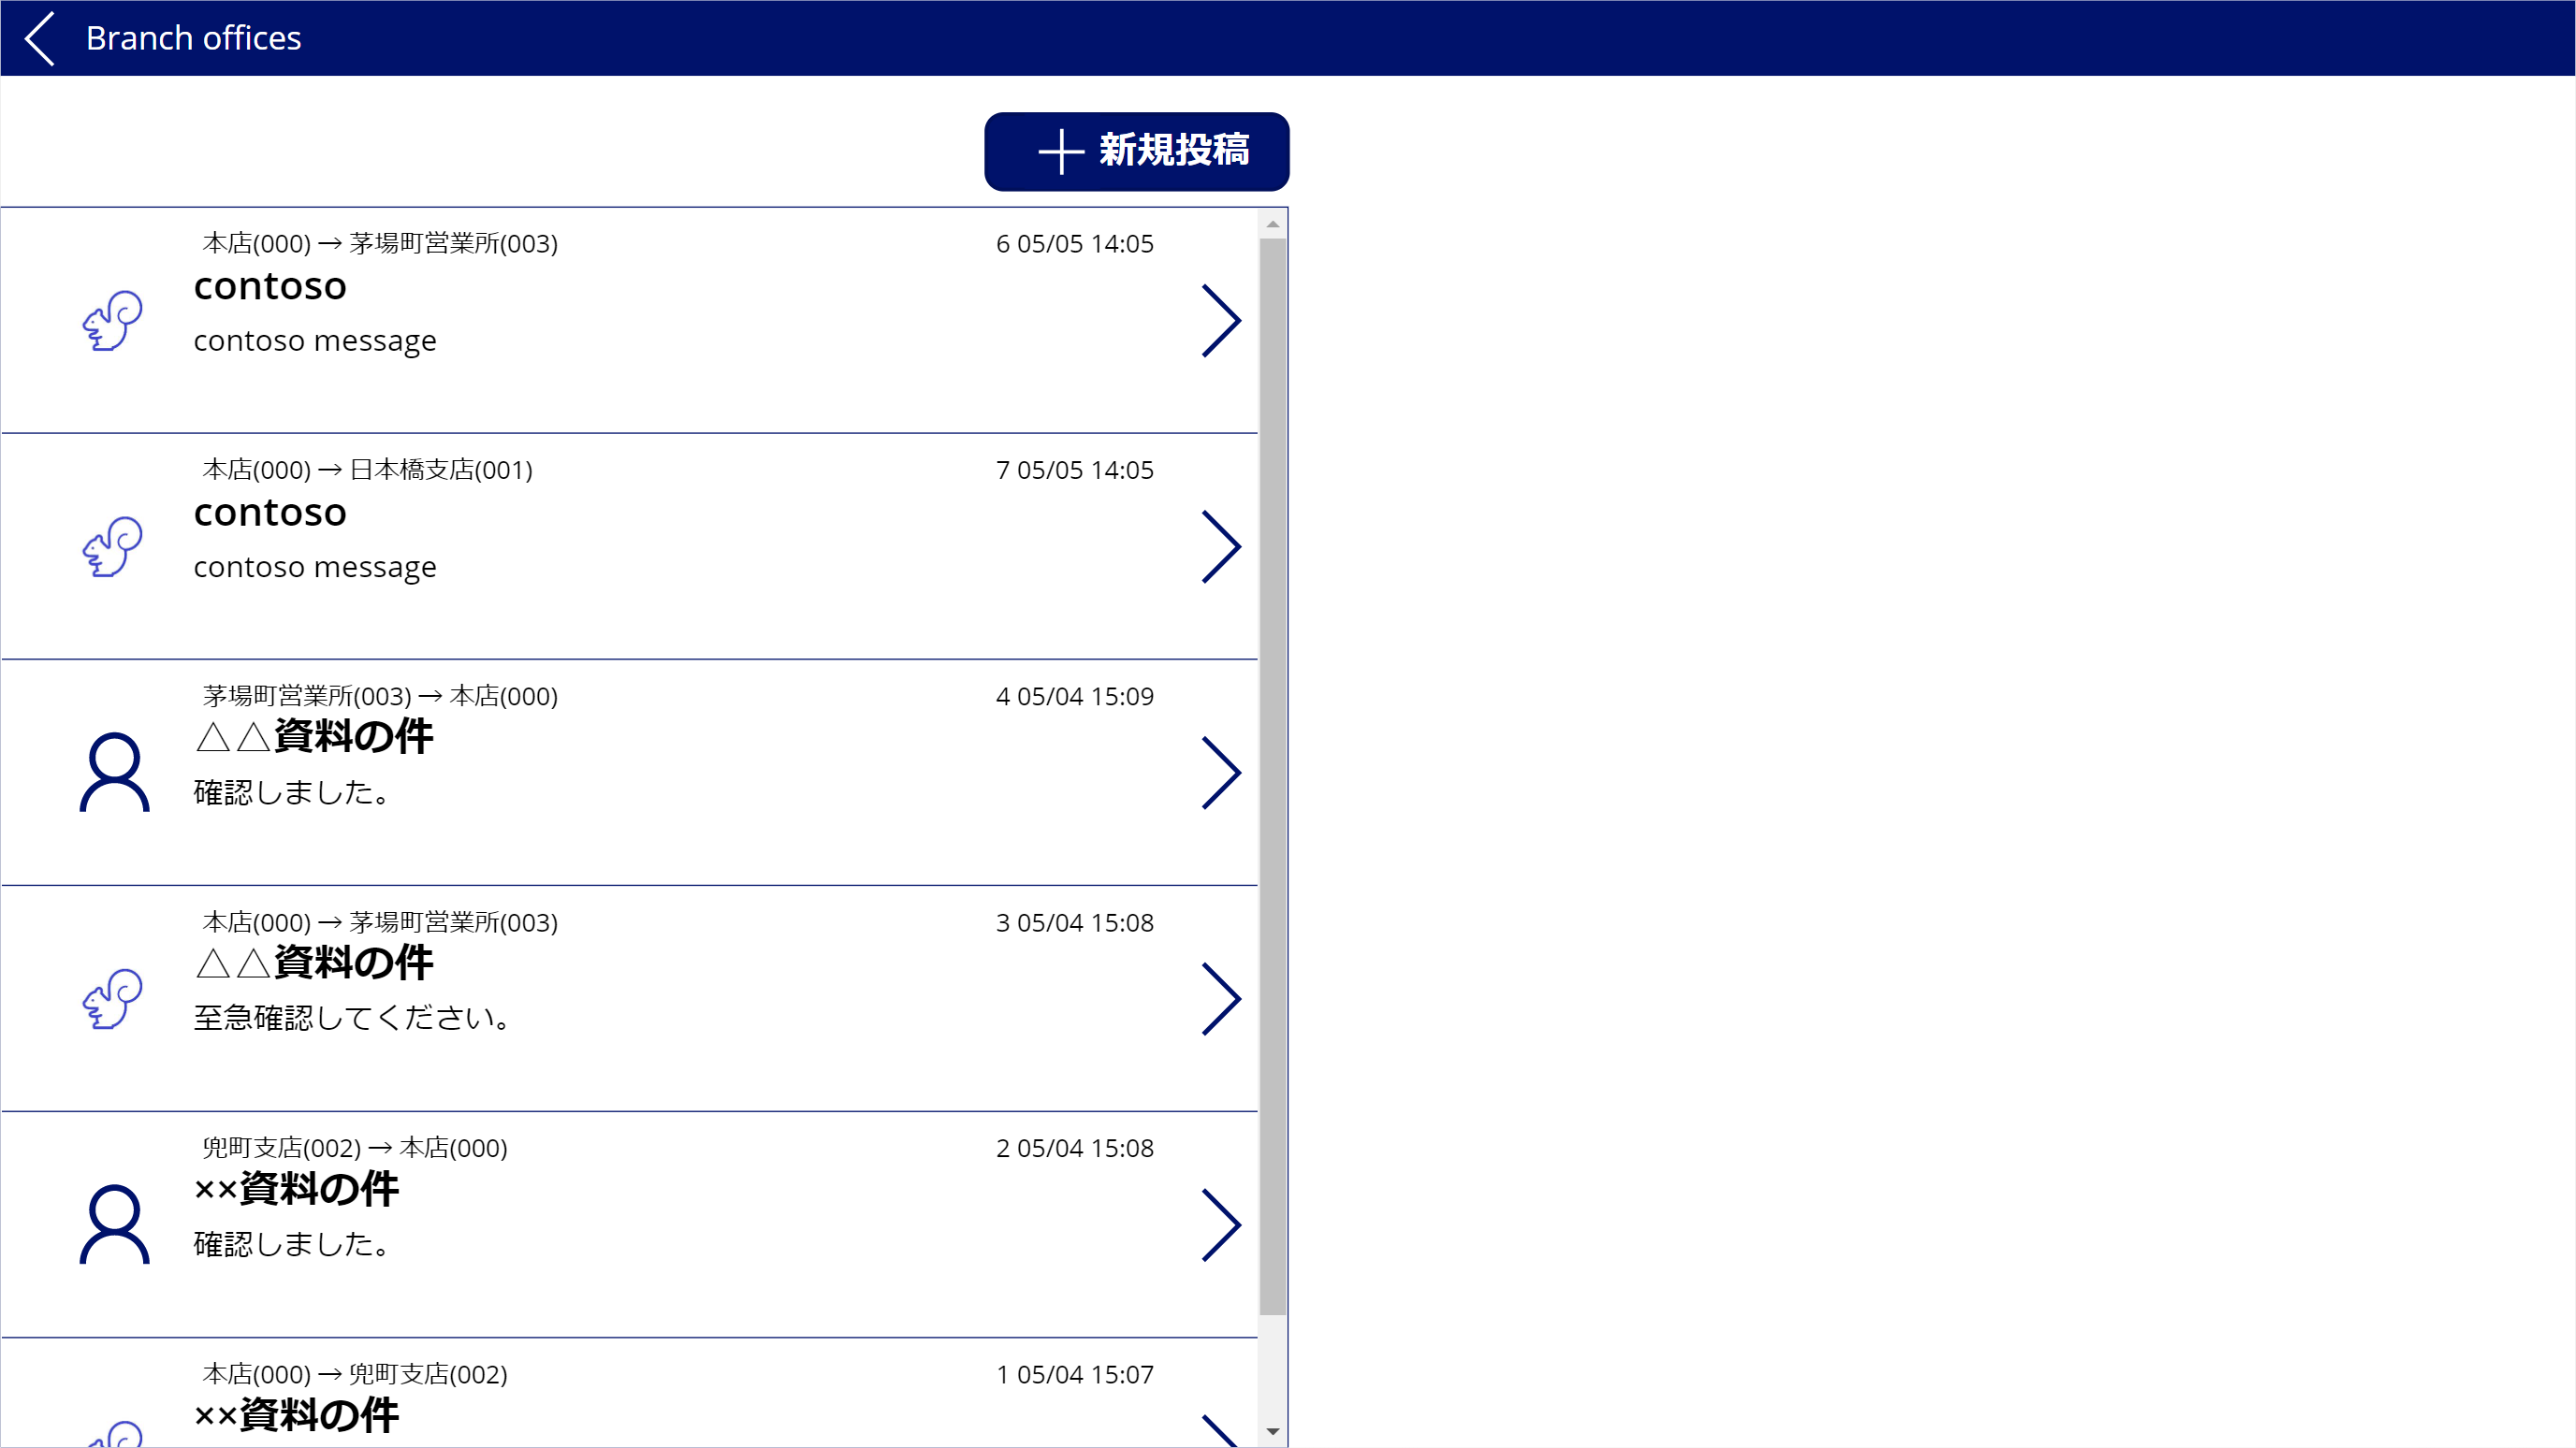 Branch offices
新規投稿
本店(000) → 茅場町営業所(003) 6 05/05 14:05
contoso
contoso message
本店(000) → 日本橋支店(001) 7 05/05 14:05
contoso
contoso message
茅場町営業所(003) → 本店(000) 4 05/04 15:09
△△資料の件
確認しました。
本店(000) → 茅場町営業所(003) 3 05/04 15:08
△△資料の件
至急確認してください。
兜町支店(002) → 本店(000) 2 05/04 15:08
××資料の件
確認しました。
本店(000) → 兜町支店(002) 1 05/04 15:07
××資料の件